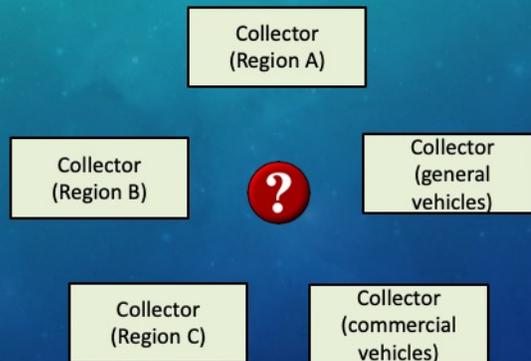 Collector
(Region A)
Collector
(Region B)
?
Collector
(general
vehicles)
Collector
(Region C)
Collector
(commercial
vehicles)